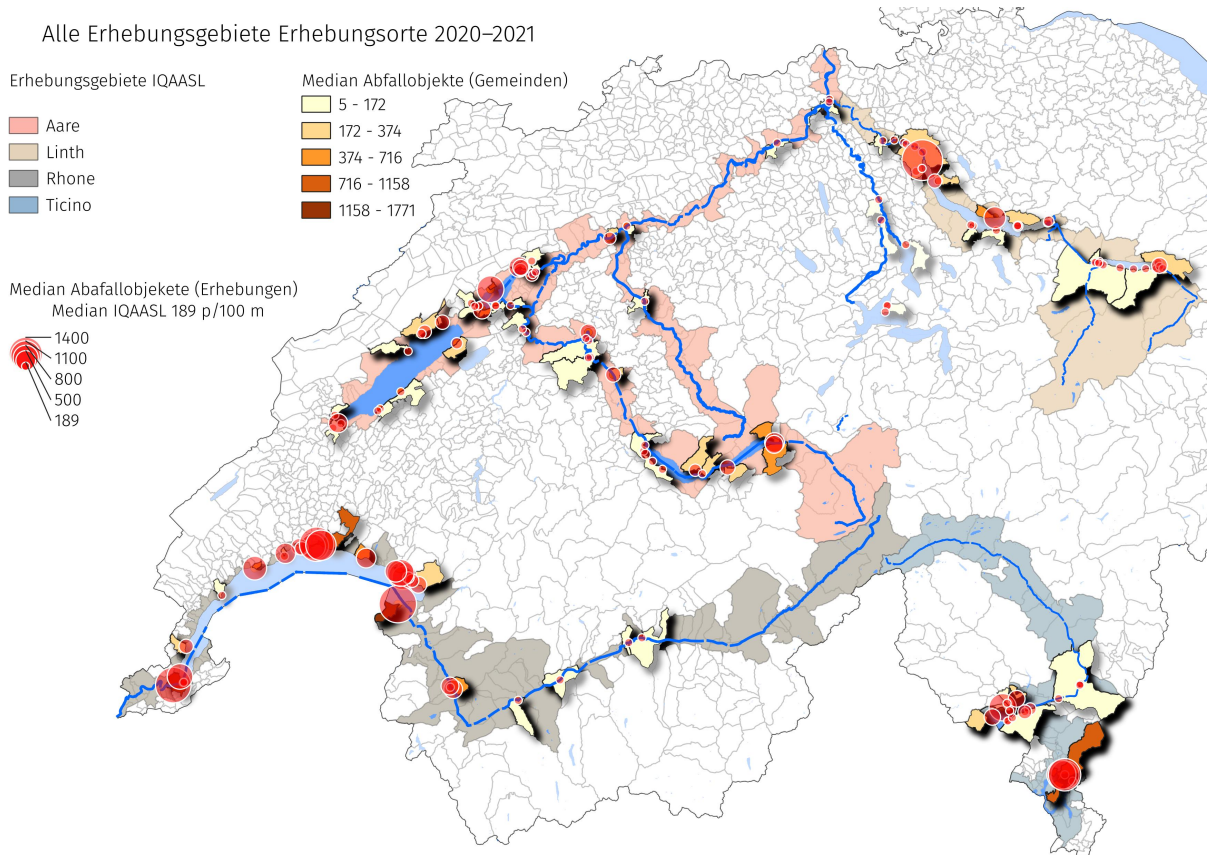 Alle Erhebungsgebiete Erhebungsorte 2020–2021
Erhebungsgebiete IQAASL
Aare
Linth
Rhone
Ticino
Median Abfallobjekte (Gemeinden)
5 - 172
172 - 374
374 - 716
716 - 1158
1158 - 1771
Median Abafallobjekete (Erhebungen)
Median IQAASL 189 p/100 m
1400
1100
800
500
189